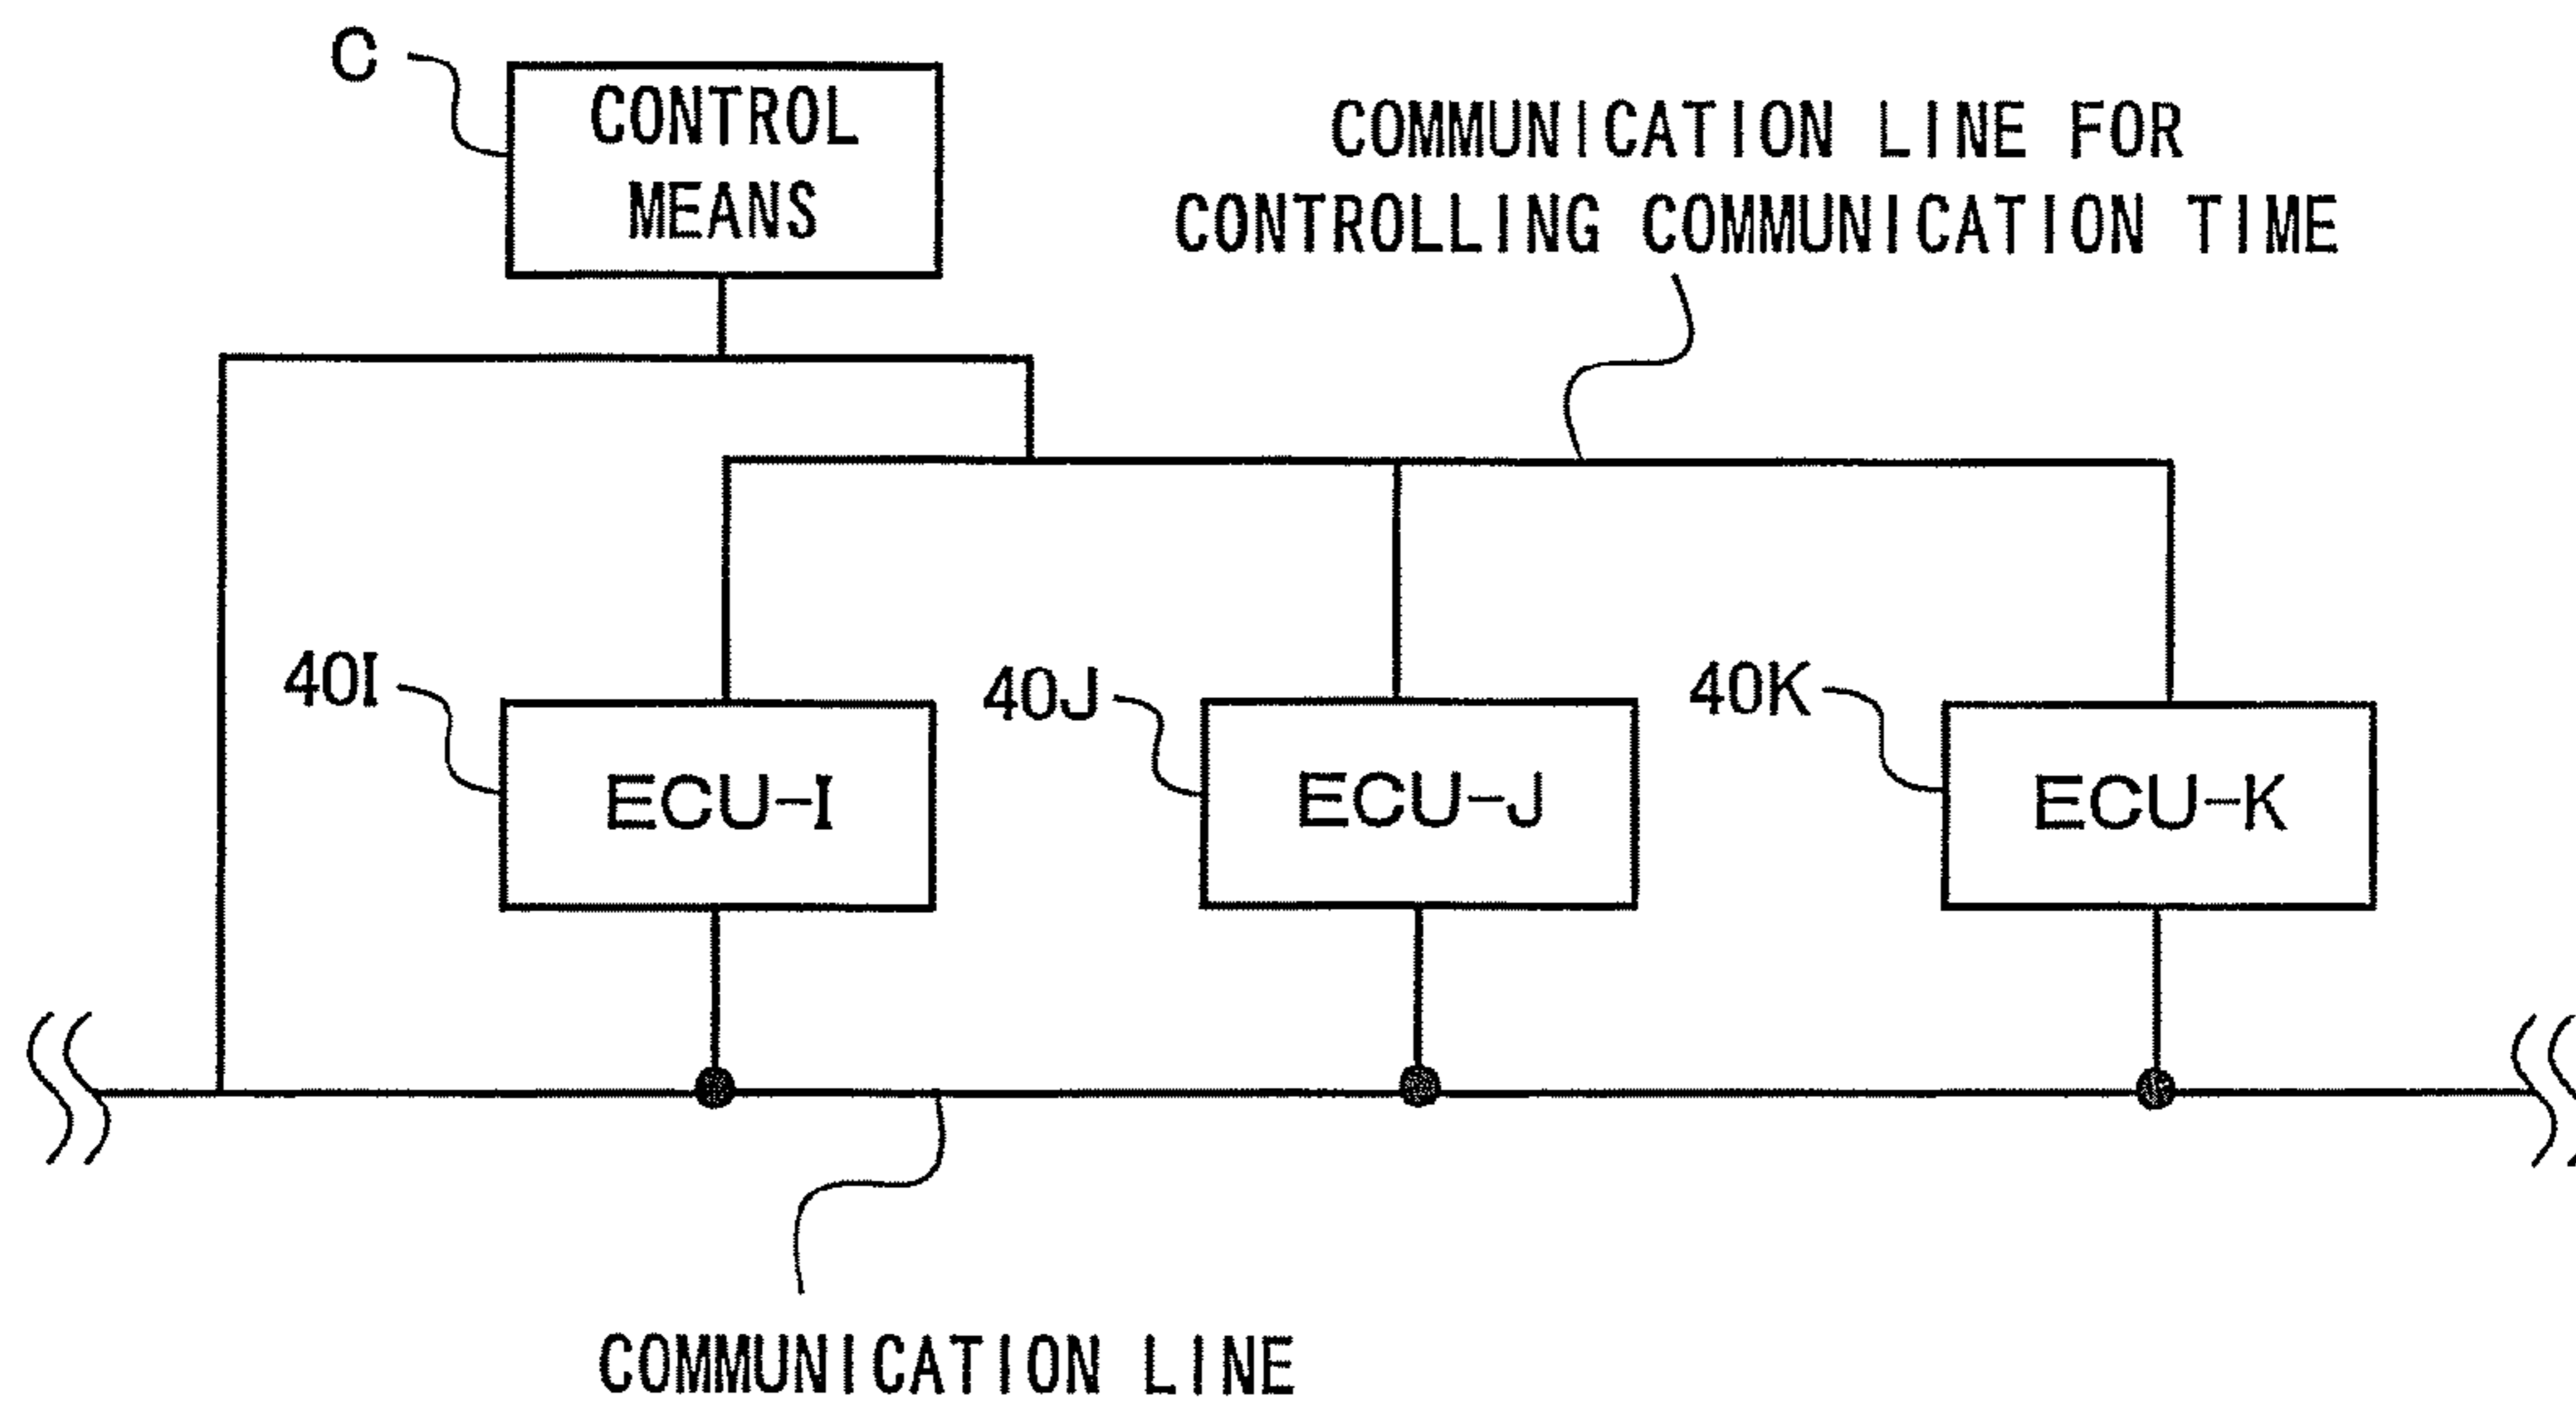 C
CONTROL
MEANS
COMMUNICATION LINE FOR
CONTROLLING COMMUNICATION TIME
40I
ECU-I
40J
ECU-J
40K
ECU-K
COMMUNICATION LINE